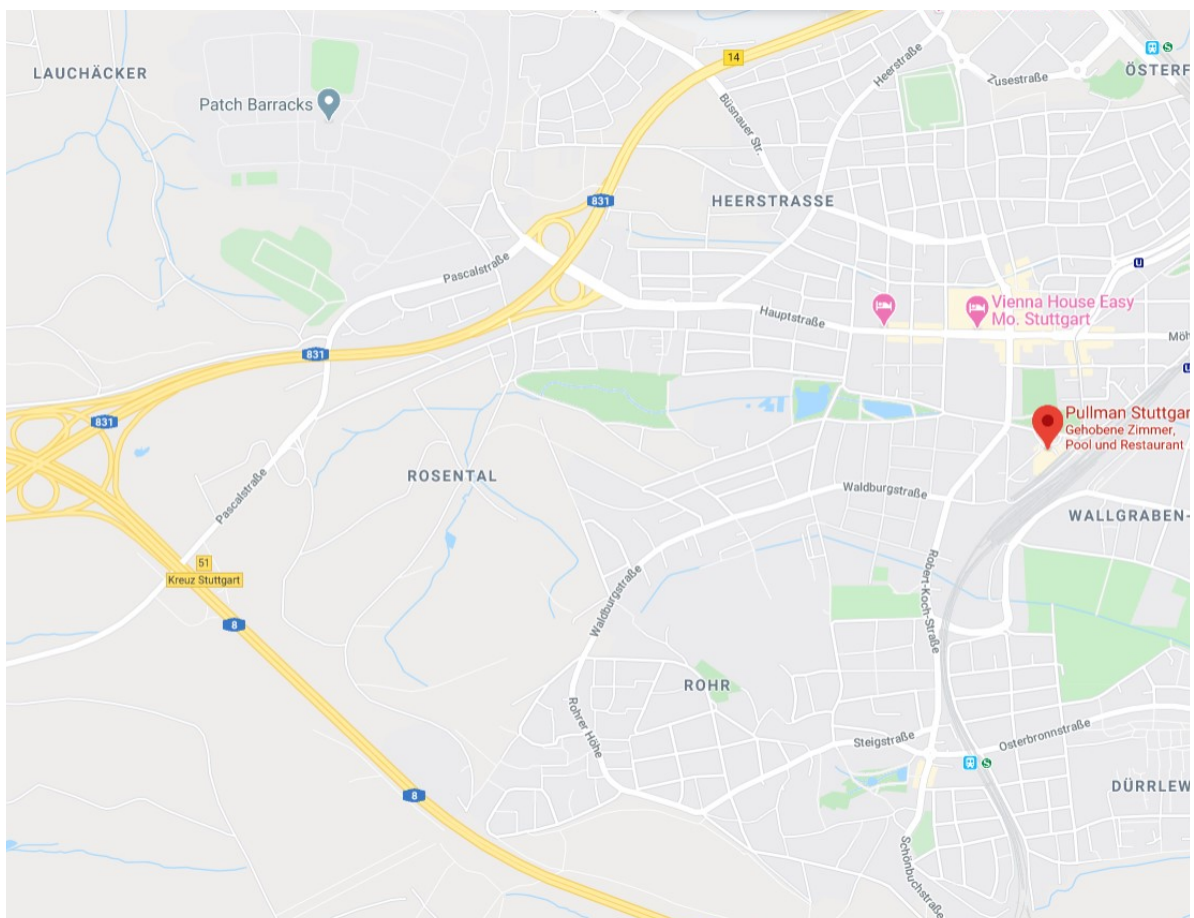 14
LAUCHÄCKER
Patch Barracks
Heerstraße
Zusestraße
ÖSTERF
S
Büsnauer Str.
831
HEERSTRASSE
Pascalstraße
U
Vienna House Easy
Mo. Stuttgart
Hauptstraße
Möh
831
U
831
Pullman Stuttgar
Gehobene Zimmer,
Pool und Restaurant
ROSENTAL
Pascalstraße
Waldburgstraße
WALLGRABEN-
51
Kreuz Stuttgart
8
Waldburgstraße
Robert-Koch-Straße
ROHR
Rohrer Höhe
Steigstraße
Osterbronnstraße
S
8
DÜRRLEW
Schönbuchstraße